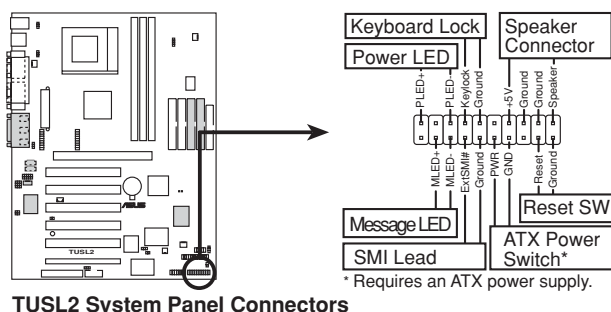 Keyboard Lock
Speaker
Connector
Power LED
PLED+
PLED-
Keylock
Ground
+5V
Ground
Ground
Speaker
MLED+
MLED-
ExtSMI#
Ground
PWR
GND
Reset
Ground
Message LED
Reset SW
SMI Lead
ATX Power
Switch*
* Requires an ATX power supply.
/SUS
TUSL2
TUSL2 System Panel Connectors